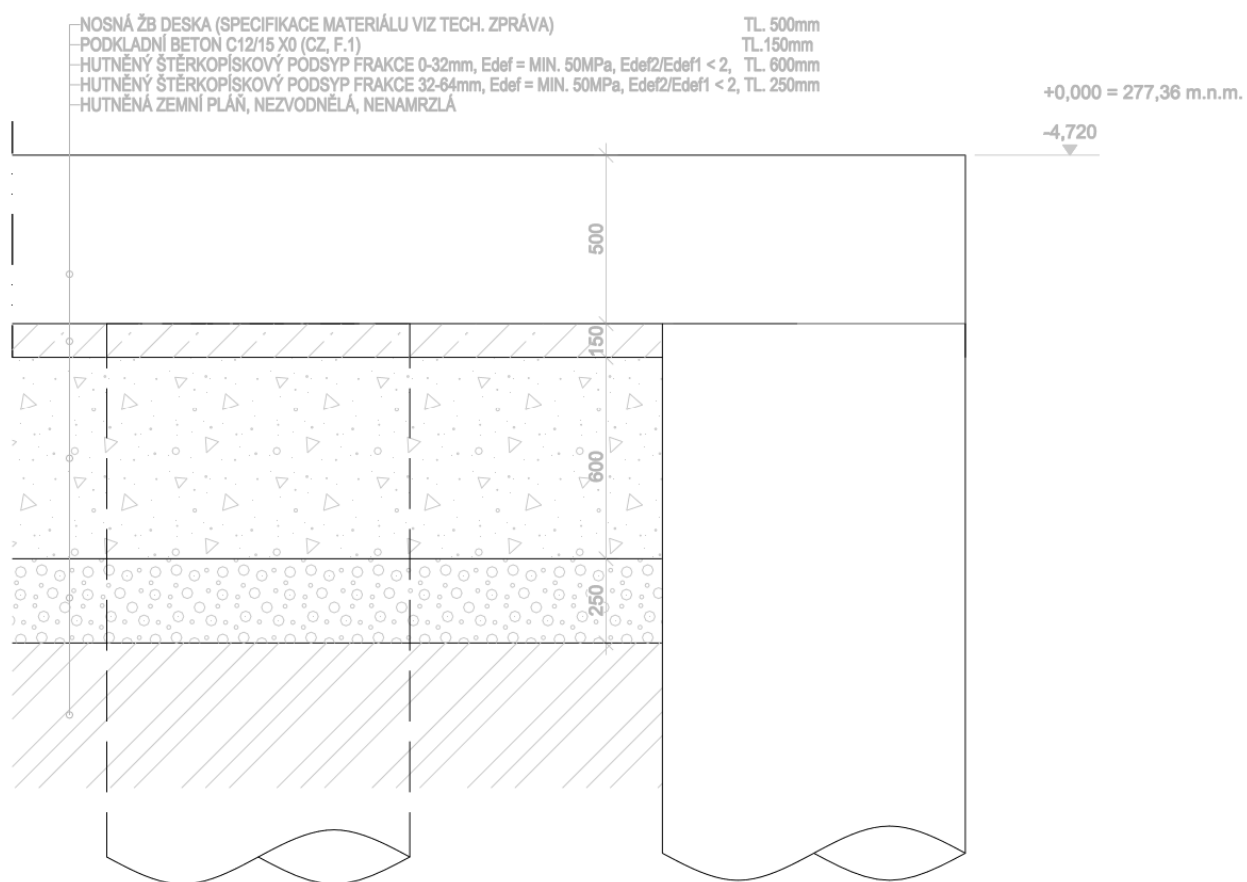 NOSNÁ ŽB DESKA (SPECIFIKACE MATERIÁLU VIZ TECH. ZPRÁVA) TL. 500mm
PODKLADNÍ BETON C12/15 X0 (CZ, F.1) TL.150mm
HUTNĚNÝ ŠTĚRKOPÍSKOVÝ PODSYP FRAKCE 0-32mm, Edef = MIN. 50MPa, Edef2/Edef1 < 2, TL. 600mm
HUTNĚNÝ ŠTĚRKOPÍSKOVÝ PODSYP FRAKCE 32-64mm, Edef = MIN. 50MPa, Edef2/Edef1 < 2, TL. 250mm
HUTNĚNÁ ZEMNÍ PLÁŇ, NEZVODNĚLÁ, NENAMRZLÁ
+0,000 = 277,36 m.n.m.
-4,720
500
150
600
250